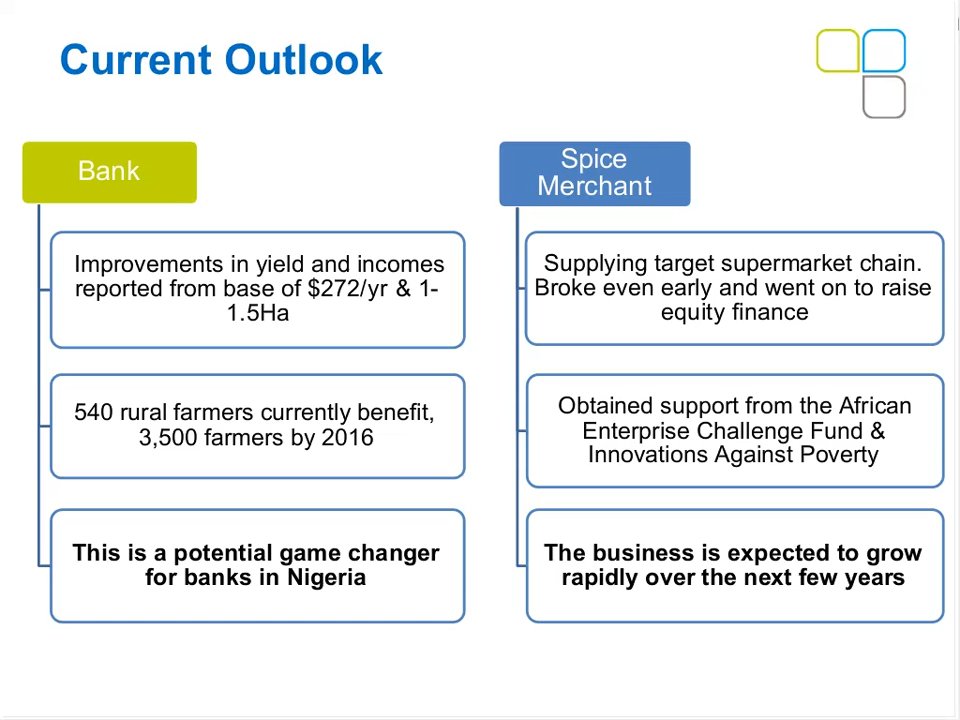 Current Outlook
Bank
Improvements in yield and incomes
reported from base of $272/yr & 1-
1.5Ha
540 rural farmers currently benefit,
3,500 farmers by 2016
This is a potential game changer
for banks in Nigeria
Spice
Merchant
Supplying target supermarket chain.
Broke even early and went on to raise
equity finance
Obtained support from the African
Enterprise Challenge Fund &
Innovations Against Poverty
The business is expected to grow
rapidly over the next few years